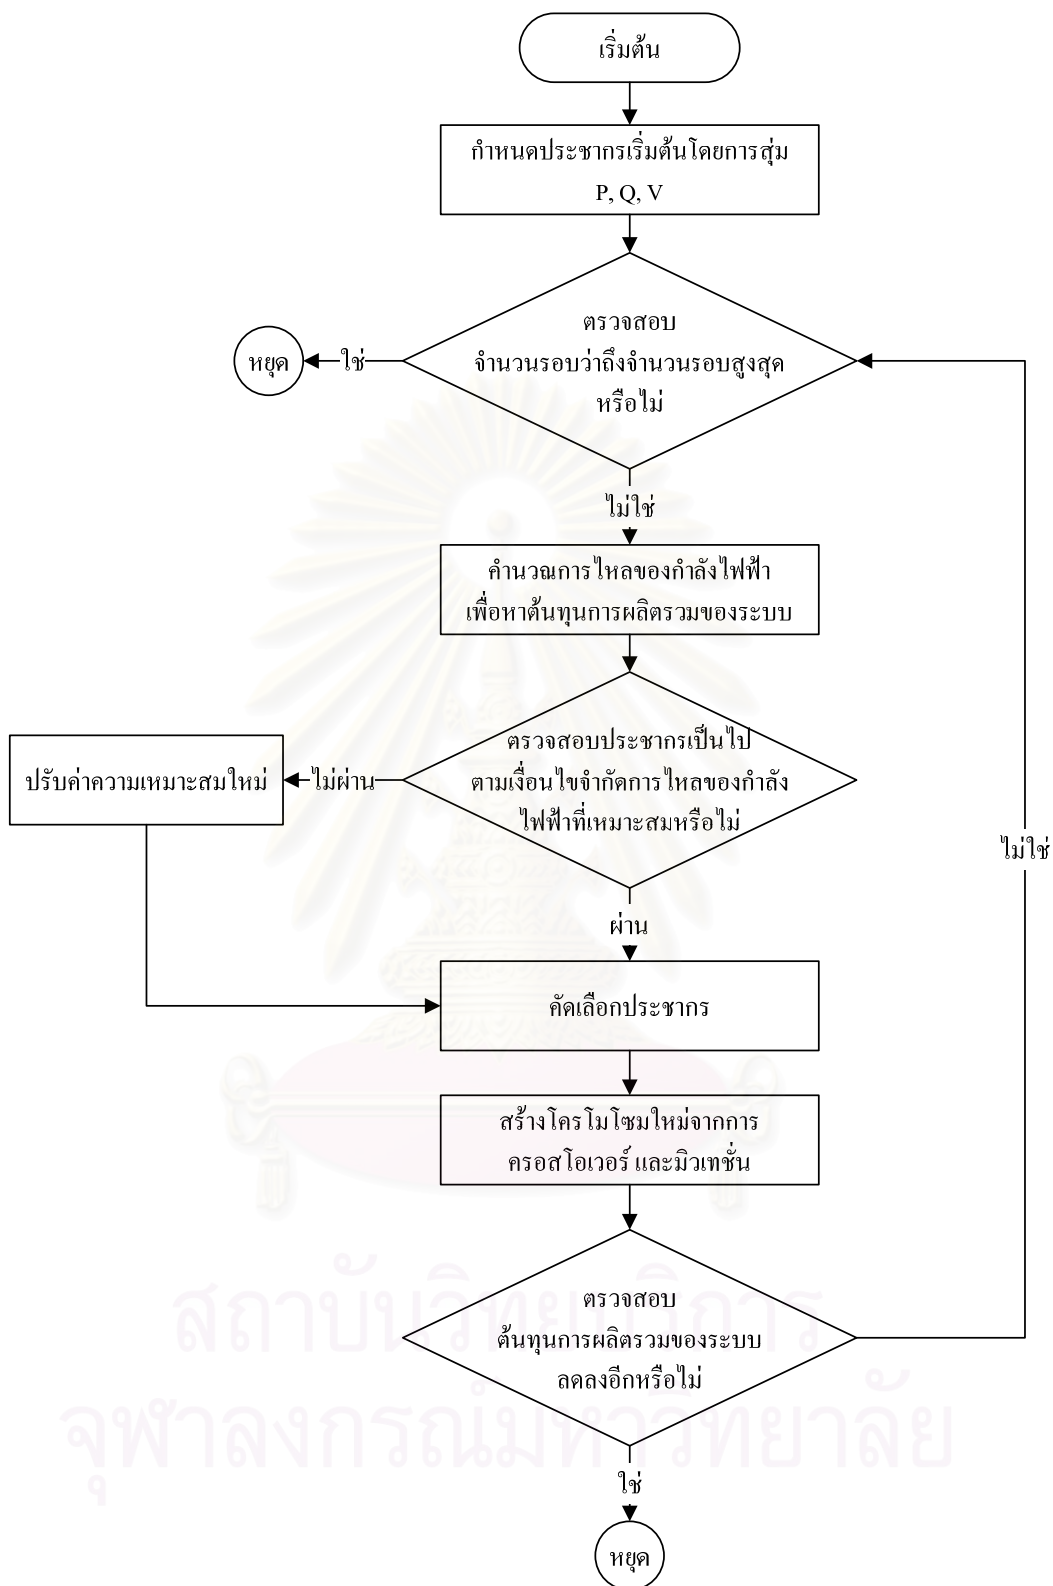 เริ่มต้น
กำหนดประชากรเริ่มต้นโดยการสุ่ม
P, Q, V
ตรวจสอบ
จำนวนรอบว่าถึงจำนวนรอบสูงสุด
หรือไม่
ใช่
หยุด
ไม่ใช่
คำนวณการไหลของกำลังไฟฟ้า
เพื่อหาต้นทุนการผลิตรวมของระบบ
ตรวจสอบประชากรเป็นไป
ตามเงื่อนไขจำกัดการไหลของกำลัง
ไฟฟ้าที่เหมาะสมหรือไม่
ไม่ผ่าน
ปรับค่าความเหมาะสมใหม่
ผ่าน
ไม่ใช่
คัดเลือกประชากร
สร้างโครโมโซมใหม่จากการ
ครอสโอเวอร์ และมิวเทชั่น
ตรวจสอบ
ต้นทุนการผลิตรวมของระบบ
ลดลงอีกหรือไม่
ใช่
หยุด
สถาบันวิทยบริการ
จุฬาลงกรณ์มหาวิทยาลัย